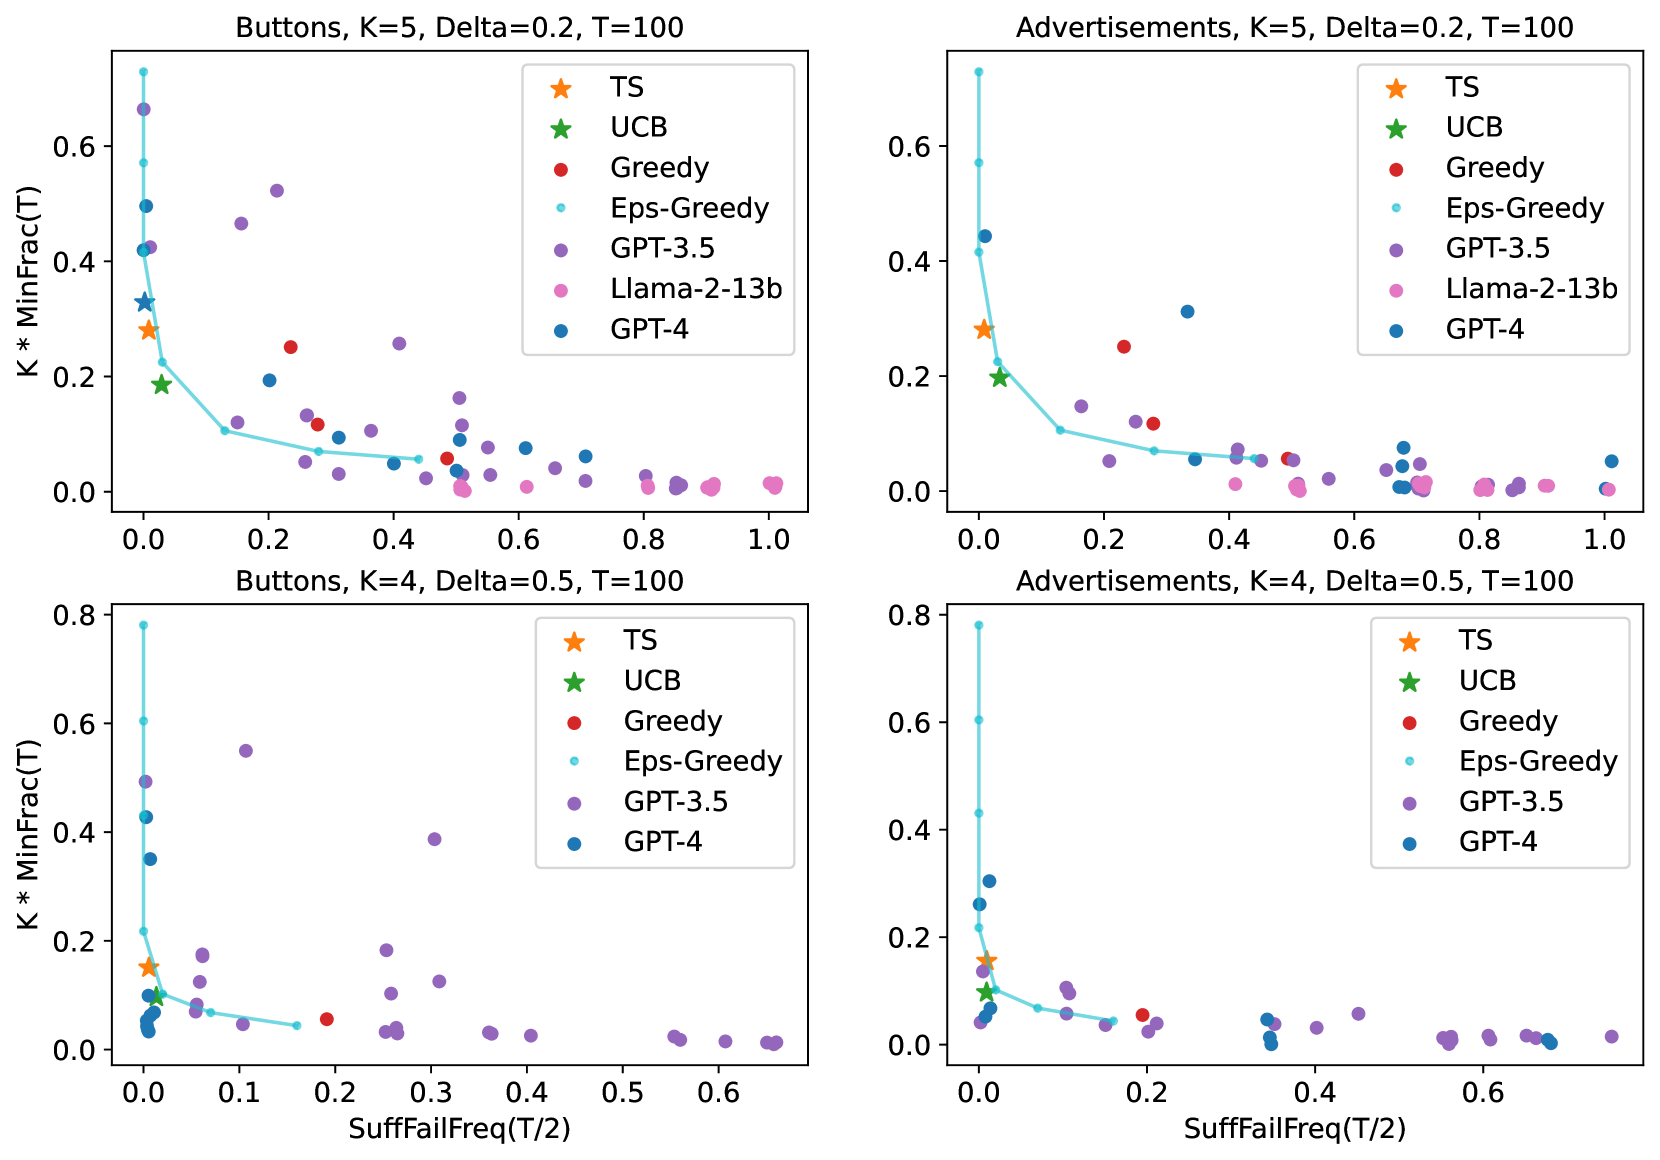 Buttons, K=5, Delta=0.2, T=100
K * MinFrac(T)
0.6
0.4
0.2
0.0
TS
UCB
Greedy
Eps-Greedy
GPT-3.5
Llama-2-13b
GPT-4
0.0 0.2 0.4 0.6 0.8 1.0
Advertisements, K=5, Delta=0.2, T=100
0.6
0.4
0.2
0.0
TS
UCB
Greedy
Eps-Greedy
GPT-3.5
Llama-2-13b
GPT-4
0.0 0.2 0.4 0.6 0.8 1.0
Buttons, K=4, Delta=0.5, T=100
K * MinFrac(T)
0.8
0.6
0.4
0.2
0.0
TS
UCB
Greedy
Eps-Greedy
GPT-3.5
GPT-4
0.0 0.1 0.2 0.3 0.4 0.5 0.6
SuffFailFreq(T/2)
Advertisements, K=4, Delta=0.5, T=100
0.8
0.6
0.4
0.2
0.0
TS
UCB
Greedy
Eps-Greedy
GPT-3.5
GPT-4
0.0 0.2 0.4 0.6
SuffFailFreq(T/2)